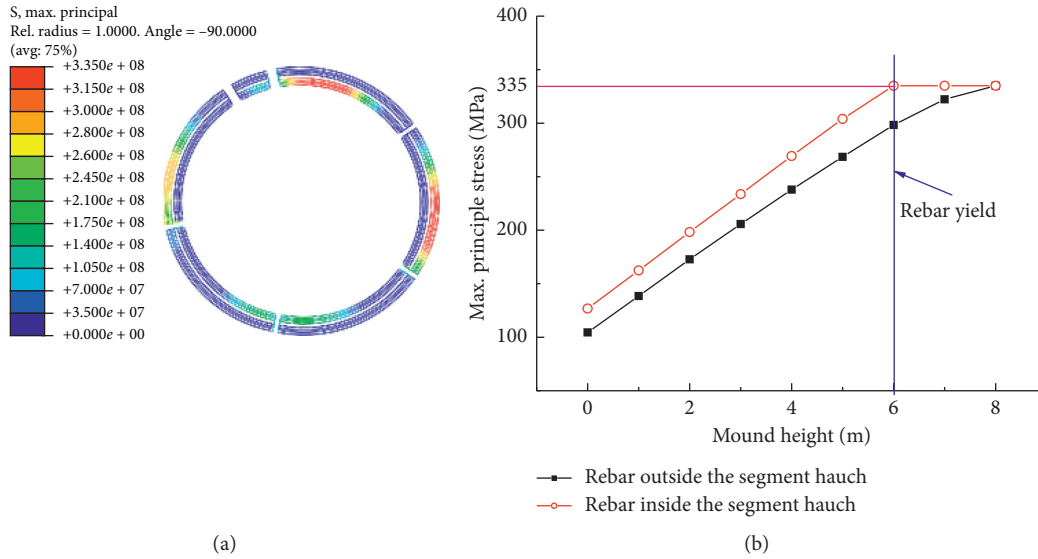 S, max. principal
Rel. radius = 1.0000. Angle = –90.0000
(avg: 75%)
+3.350e + 08
+3.150e + 08
+3.000e + 08
+2.800e + 08
+2.600e + 08
+2.450e + 08
+2.100e + 08
+1.750e + 08
+1.400e + 08
+1.050e + 08
+7.000e + 07
+3.500e + 07
+0.000e + 00
(a)
Max. principle stress (MPa)
400
335
300
200
100
Rebar yield
0 2 4 6 8
Mound height (m)
Rebar outside the segment hauch
Rebar inside the segment hauch
(b)